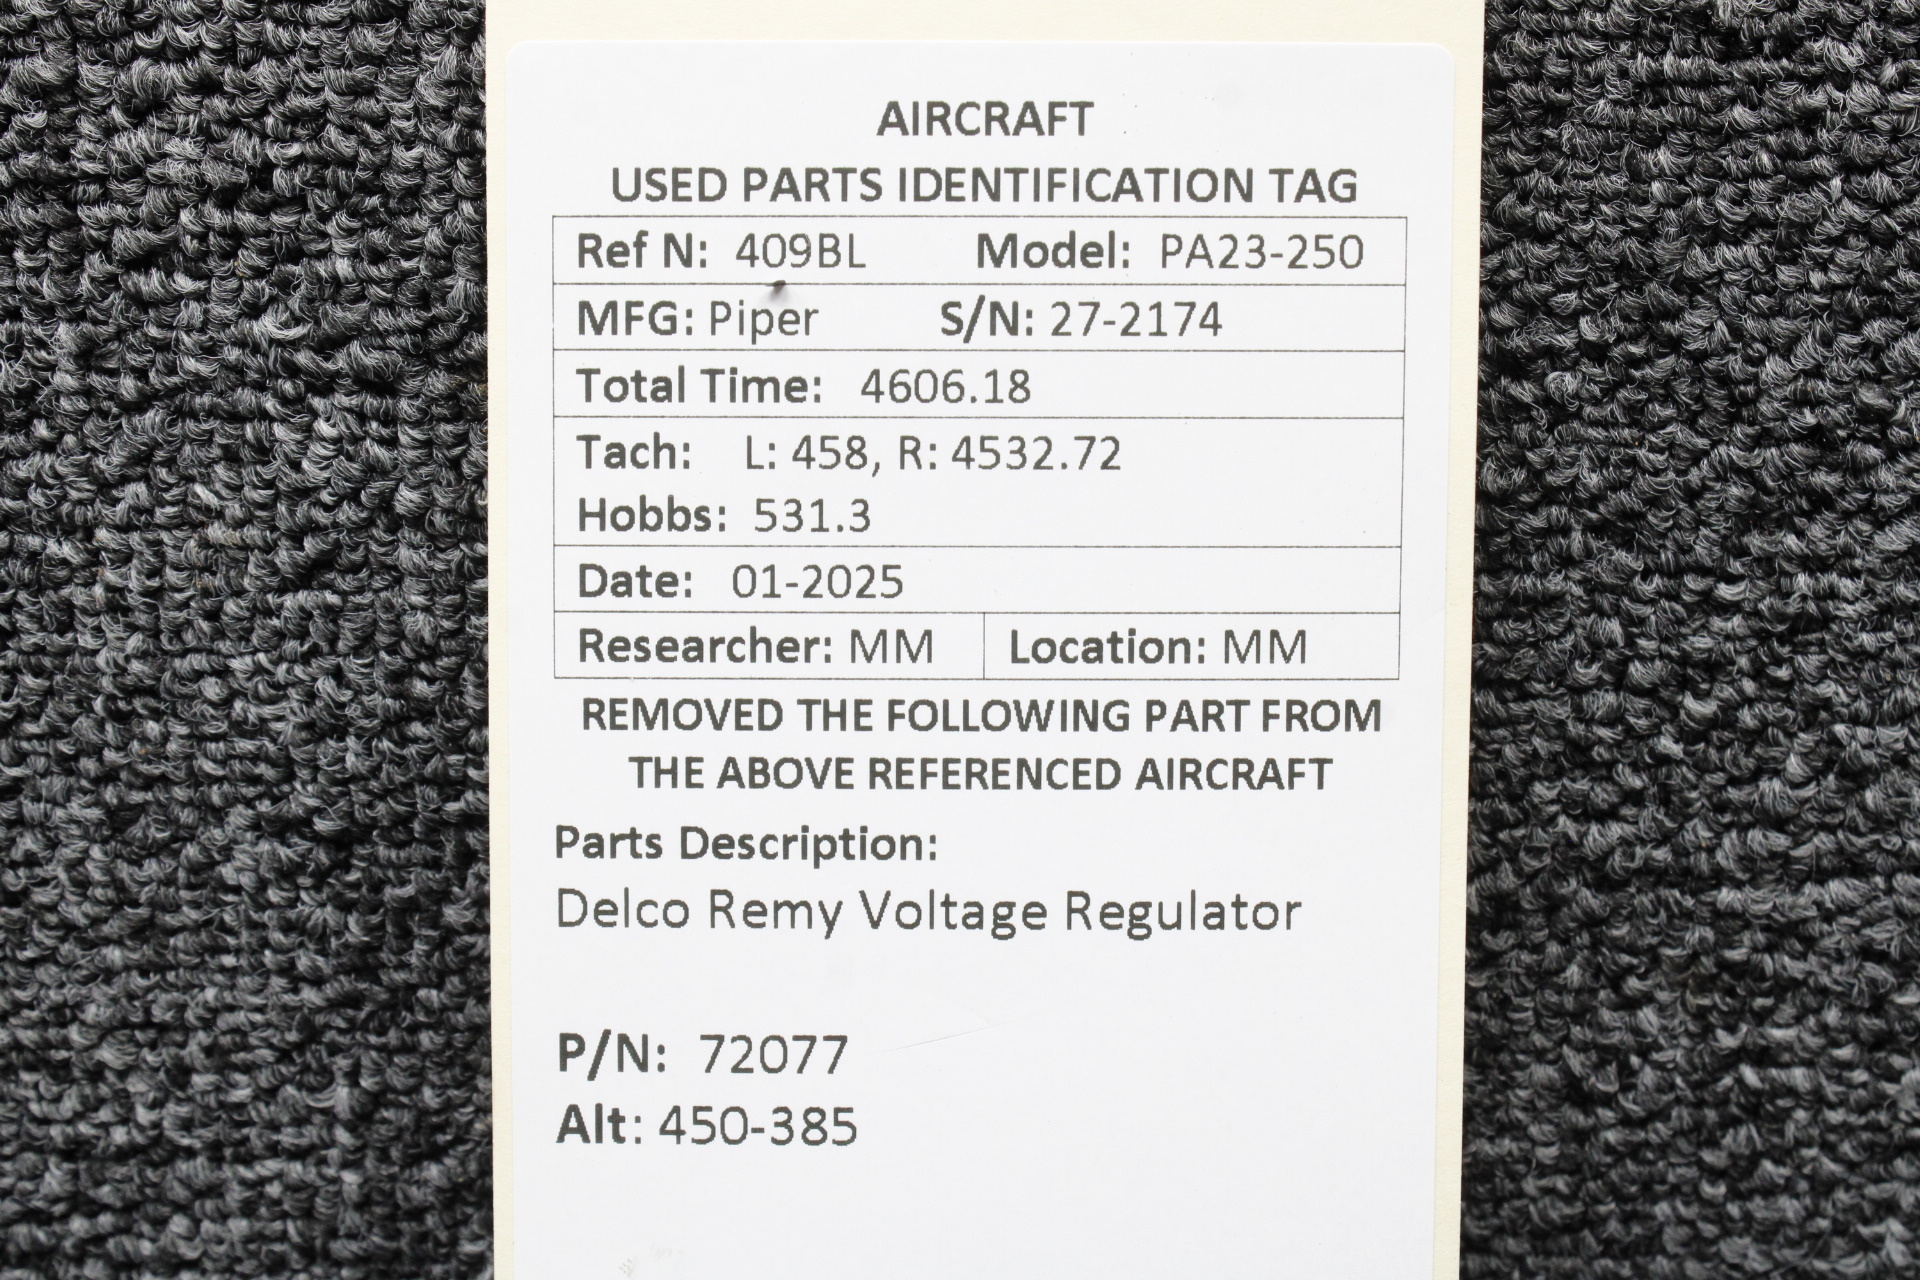 AIRCRAFT
USED PARTS IDENTIFICATION TAG
Ref N: 409BL Model: PA23-250
MFG: Piper S/N: 27-2174
Total Time: 4606.18
Tach: L: 458, R: 4532.72
Hobbs: 531.3
Date: 01-2025
Researcher: MM Location: MM
REMOVED THE FOLLOWING PART FROM
THE ABOVE REFERENCED AIRCRAFT
Parts Description:
Delco Remy Voltage Regulator
P/N: 72077
Alt: 450-385